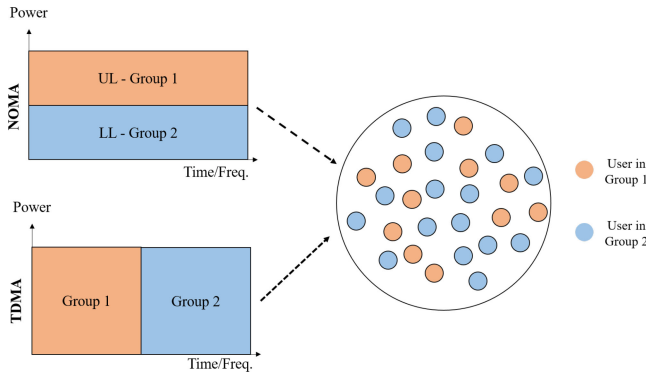 Power
NOMA
UL - Group 1
LL - Group 2
Time/Freq.
Power
TDMA
Group 1
Group 2
Time/Freq.
User in
Group 1
User in
Group 2